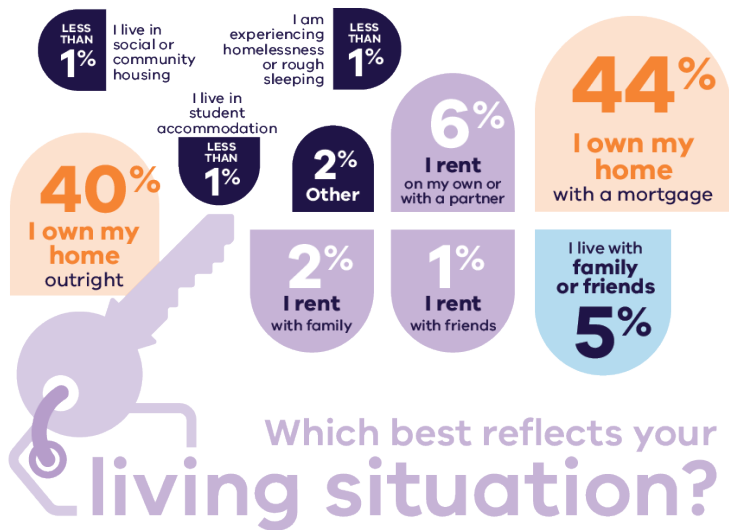 LESS
THAN
1%
I live in
social or
community
housing
I am
experiencing
homelessness
or rough
sleeping
LESS
THAN
1%
44%
I own my
home
with a mortgage
I live in
student
accommodation
LESS
THAN
1%
2%
Other
6%
I rent
on my own or
with a partner
40%
I own my
home
outright
2%
I rent
with family
1%
I rent
with friends
I live with
family
or friends
5%
Which best reflects your
living situation?